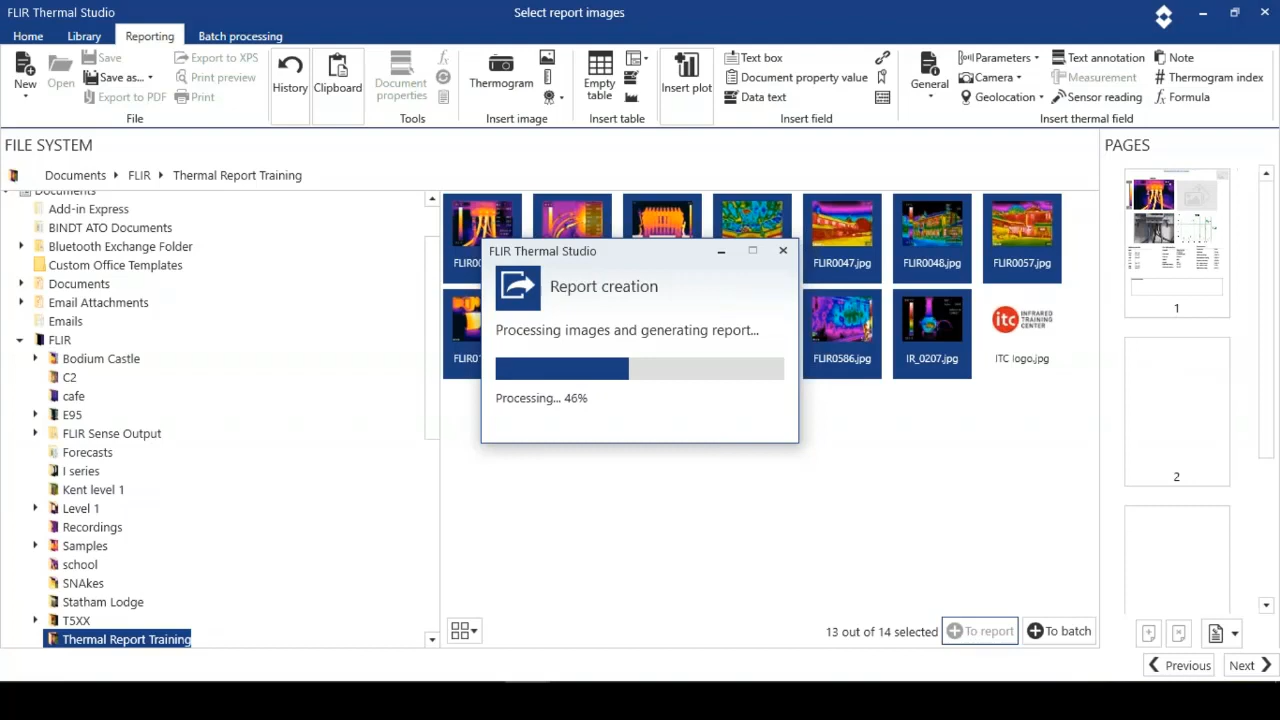 FLIR Thermal Studio
Select report images
Home Library Reporting Batch processing
New
Open
Save
Save as...
Export to PDF
Export to XPS
Print preview
Print
File
History
Clipboard
Document properties
Tools
Thermogram
Insert image
Empty table
Insert table
Insert plot
Text box
Document property value
Data text
Insert field
General
Parameters
Camera
Geolocation
Text annotation
Measurement
Sensor reading
Note
Thermogram index
Formula
Insert thermal field
FILE SYSTEM
Documents FLIR Thermal Report Training
Documents
Add-in Express
BINDT ATO Documents
Bluetooth Exchange Folder
Custom Office Templates
Documents
Email Attachments
Emails
FLIR
Bodium Castle
C2
cafe
E95
FLIR Sense Output
Forecasts
I series
Kent level 1
Level 1
Recordings
Samples
school
SNAkes
Statham Lodge
T5XX
Thermal Report Training
FLIR0047.jpg
FLIR0048.jpg
FLIR0057.jpg
FLIR0586.jpg
IR_0207.jpg
itc INFRARED TRAINING CENTER
ITC logo.jpg
FLIR Thermal Studio
Report creation
Processing images and generating report...
Processing... 46%
13 out of 14 selected
To report
To batch
PAGES
1
2
Previous
Next